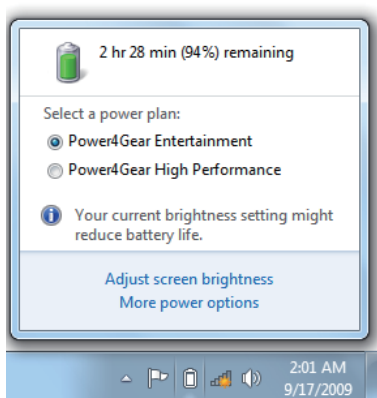 2 hr 28 min (94%) remaining
Select a power plan:
Power4Gear Entertainment
Power4Gear High Performance
Your current brightness setting might
reduce battery life.
Adjust screen brightness
More power options
2:01 AM
9/17/2009